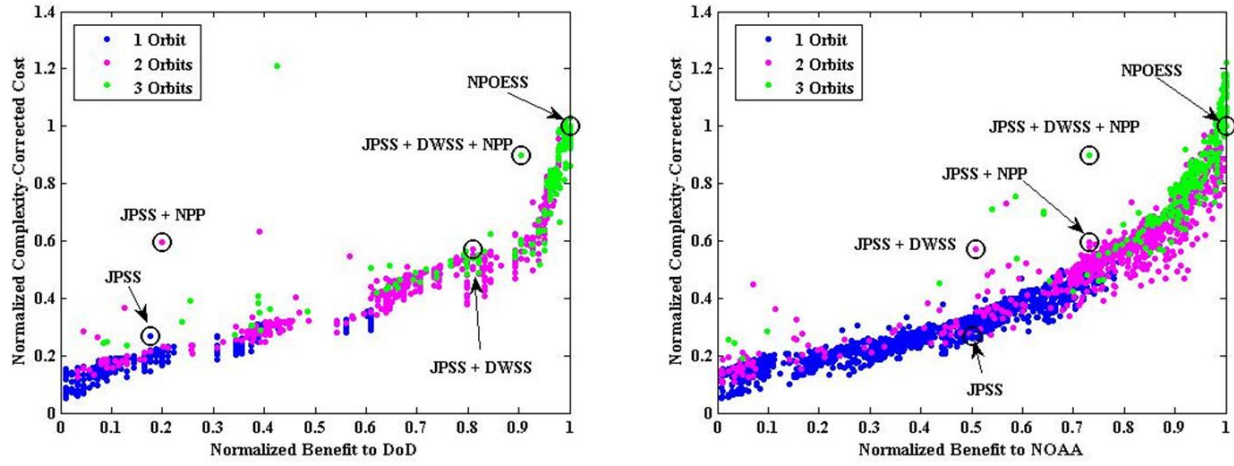 1.4
1.2
1
0.8
0.6
0.4
0.2
0
0 0.1 0.2 0.3 0.4 0.5 0.6 0.7 0.8 0.9 1
Normalized Complexity-Corrected Cost
Normalized Benefit to DoD
1 Orbit
2 Orbits
3 Orbits
NPOESS
JPSS + DWSS + NPP
JPSS + NPP
JPSS
JPSS + DWSS
1.4
1.2
1
0.8
0.6
0.4
0.2
0
0 0.1 0.2 0.3 0.4 0.5 0.6 0.7 0.8 0.9 1
Normalized Complexity-Corrected Cost
Normalized Benefit to NOAA
1 Orbit
2 Orbits
3 Orbits
NPOESS
JPSS + DWSS + NPP
JPSS + NPP
JPSS + DWSS
JPSS